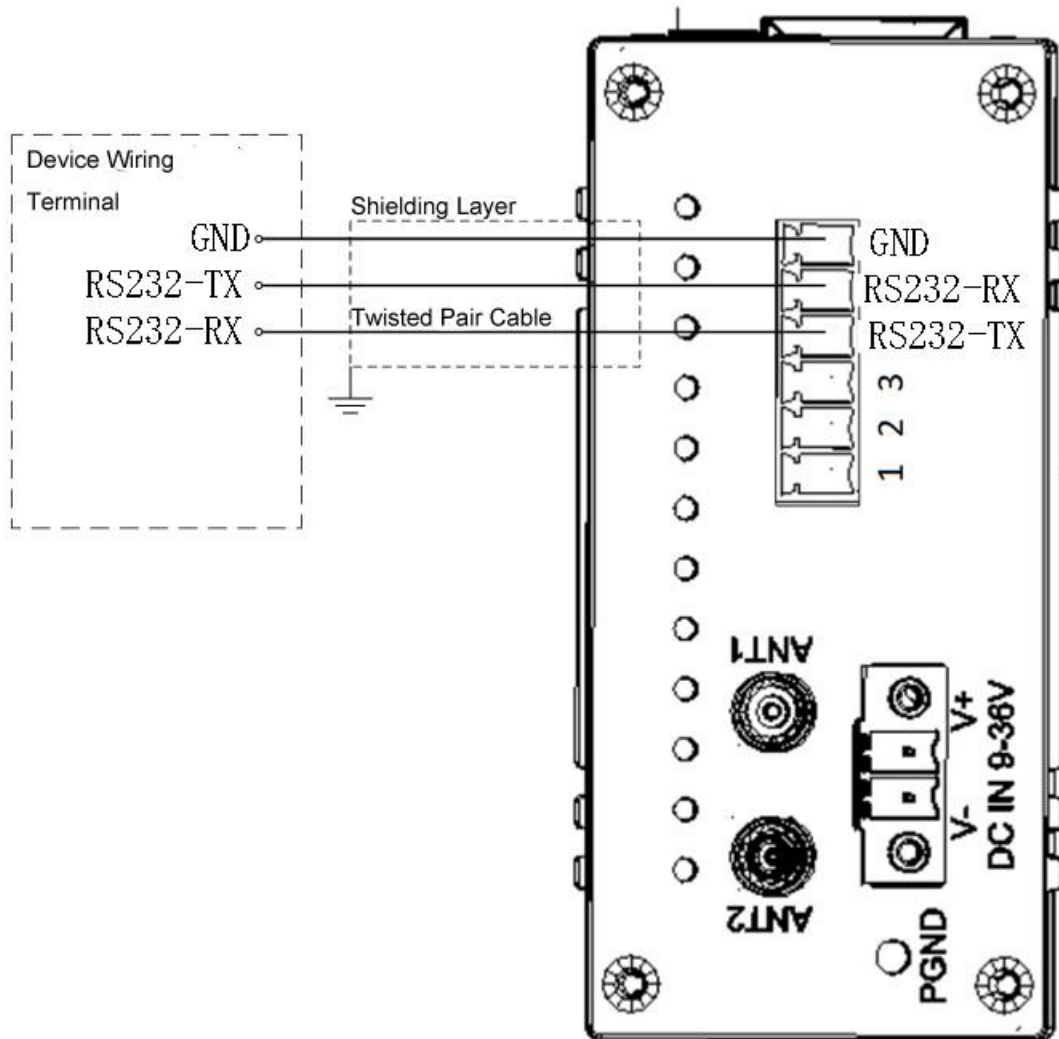 Device Wiring
Terminal
Shielding Layer
GND
RS232-TX
RS232-RX
Twisted Pair Cable
GND
RS232-RX
RS232-TX
3
2
1
ANT1
ANT2
V+
V-
DC IN 9-36V
PGND